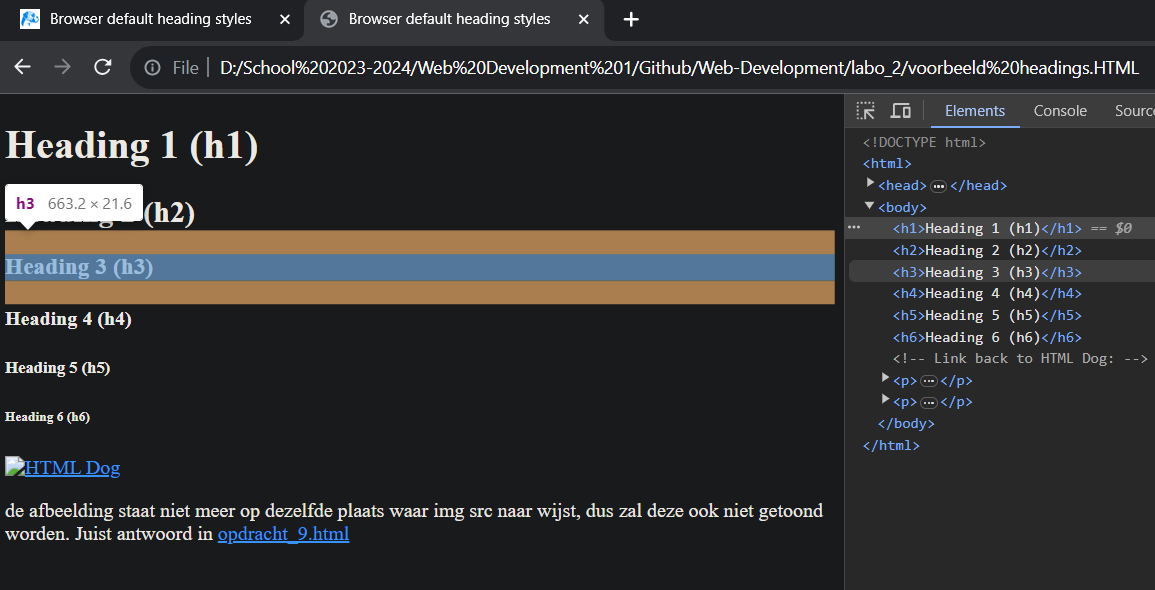 Browser default heading styles
Browser default heading styles
File
D:/School%202023-2024/Web%20Development%201/Github/Web-Development/labo_2/voorbeeld%20headings.HTML
Heading 1 (h1)
h3 663.2 × 21.6
(h2)
Heading 3 (h3)
Heading 4 (h4)
Heading 5 (h5)
Heading 6 (h6)
HTML Dog
de afbeelding staat niet meer op dezelfde plaats waar img src naar wijst, dus zal deze ook niet getoond
worden. Juist antwoord in opdracht_9.html
Elements Console Sourc
<!DOCTYPE html>
<html>
<head> ••• </head>
<body>
<h1>Heading 1 (h1)</h1> == $0
<h2>Heading 2 (h2)</h2>
<h3>Heading 3 (h3)</h3>
<h4>Heading 4 (h4)</h4>
<h5>Heading 5 (h5)</h5>
<h6>Heading 6 (h6)</h6>
<!-- Link back to HTML Dog: -->
<p> ••• </p>
<p> ••• </p>
</body>
</html>